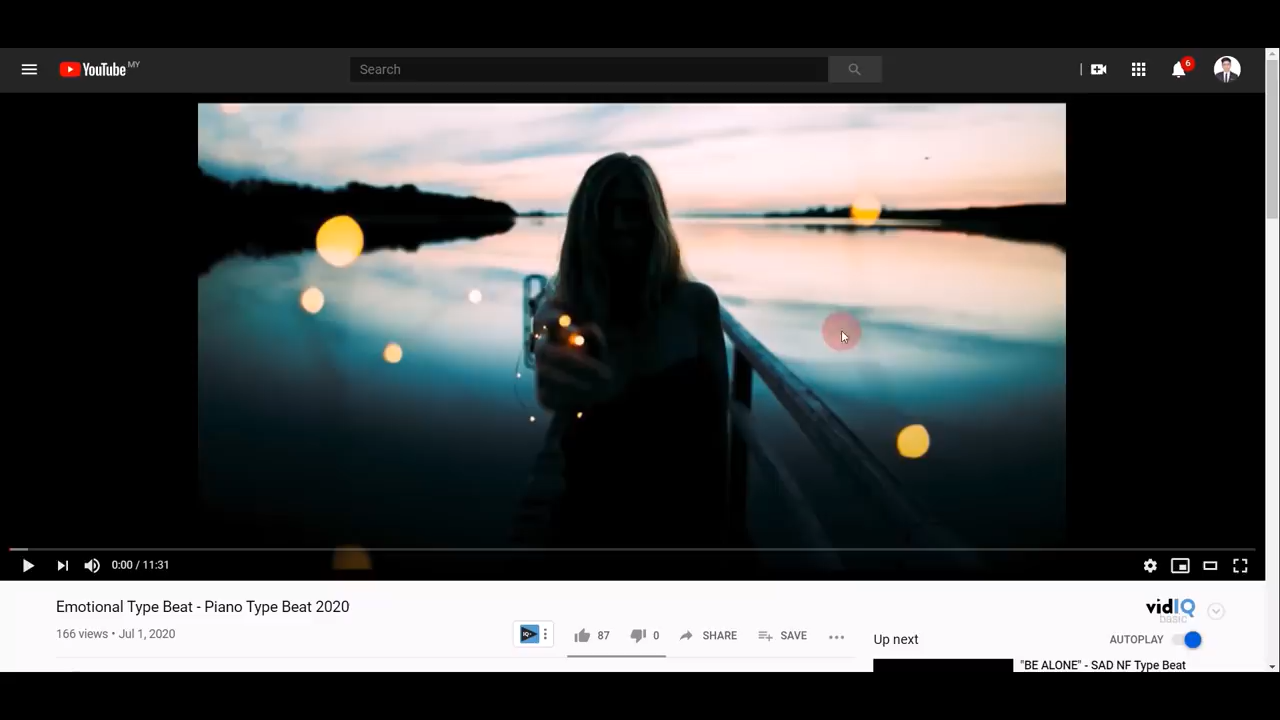 YouTube MY
Search
6
0:00 / 11:31
Emotional Type Beat - Piano Type Beat 2020
166 views • Jul 1, 2020
87
0
SHARE
SAVE
vidIQ
basic
Up next
AUTOPLAY
"BE ALONE" - SAD NF Type Beat